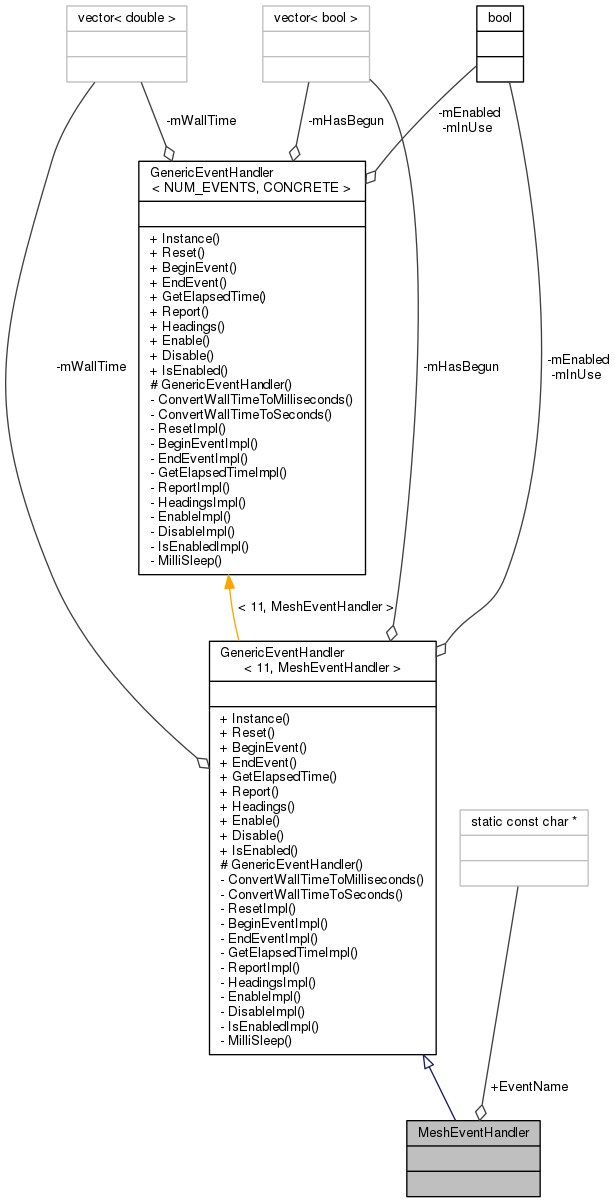 vector< double >
vector< bool >
bool
-mWallTime
-mHasBegun
-mEnabled
-mInUse
GenericEventHandler
< NUM_EVENTS, CONCRETE >
+ Instance()
+ Reset()
+ BeginEvent()
+ EndEvent()
+ GetElapsedTime()
+ Report()
+ Headings()
+ Enable()
+ Disable()
+ IsEnabled()
# GenericEventHandler()
- ConvertWallTimeToMilliseconds()
- ConvertWallTimeToSeconds()
- ResetImpl()
- BeginEventImpl()
- EndEventImpl()
- GetElapsedTimeImpl()
- ReportImpl()
- HeadingsImpl()
- EnableImpl()
- DisableImpl()
- IsEnabledImpl()
- MilliSleep()
-mWallTime
-mHasBegun
-mEnabled
-mInUse
< 11, MeshEventHandler >
GenericEventHandler
< 11, MeshEventHandler >
+ Instance()
+ Reset()
+ BeginEvent()
+ EndEvent()
+ GetElapsedTime()
+ Report()
+ Headings()
+ Enable()
+ Disable()
+ IsEnabled()
# GenericEventHandler()
- ConvertWallTimeToMilliseconds()
- ConvertWallTimeToSeconds()
- ResetImpl()
- BeginEventImpl()
- EndEventImpl()
- GetElapsedTimeImpl()
- ReportImpl()
- HeadingsImpl()
- EnableImpl()
- DisableImpl()
- IsEnabledImpl()
- MilliSleep()
static const char *
+EventName
MeshEventHandler